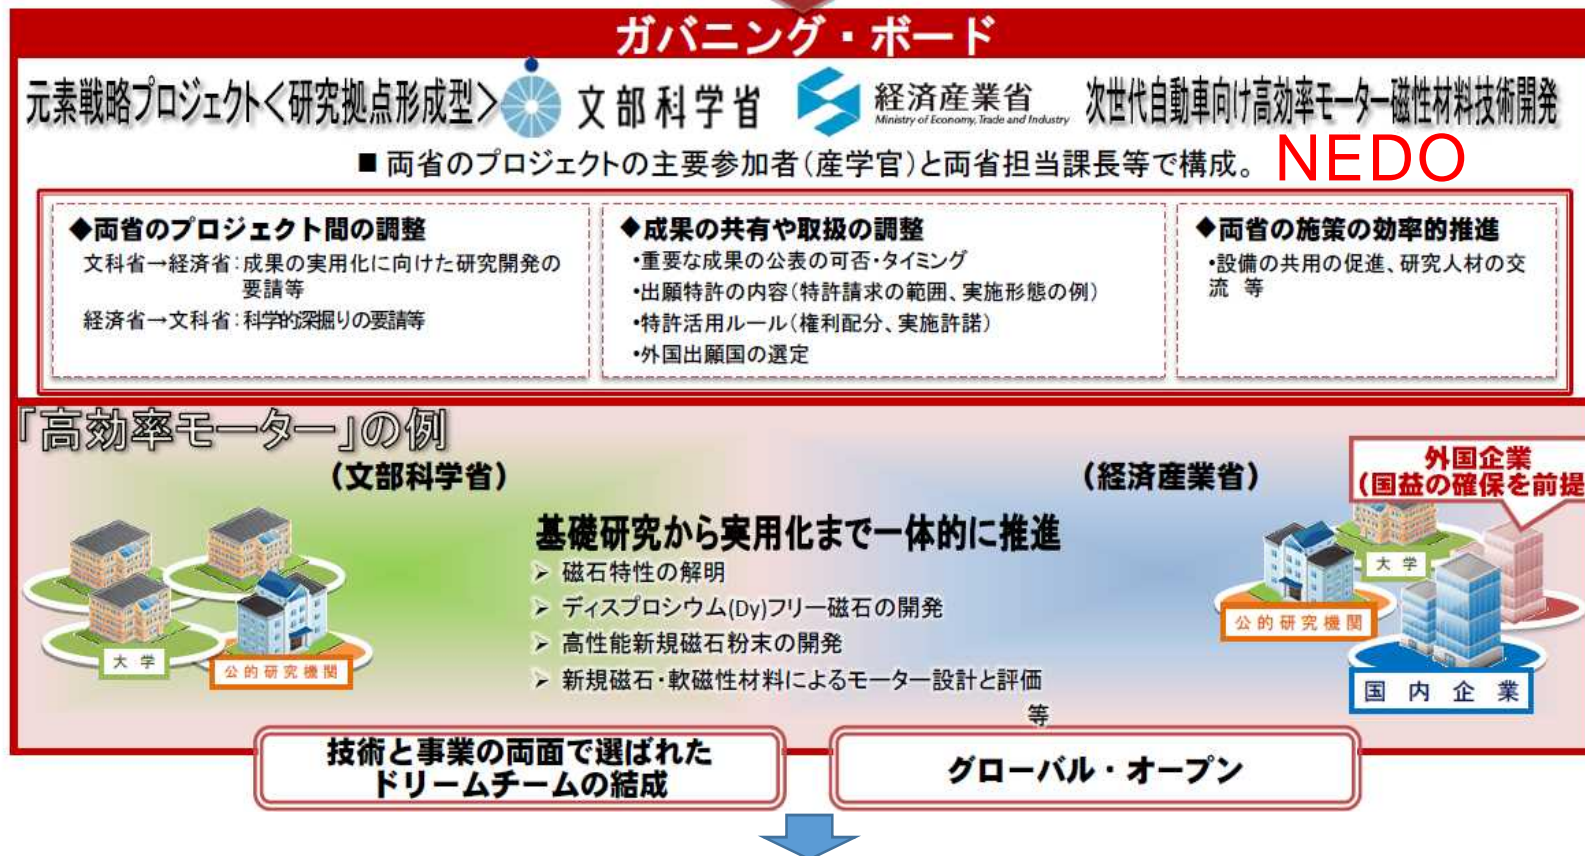 ガバニング・ボード
元素戦略プロジェクト<研究拠点形成型>
文部科学省
経済産業省
Ministry of Economy, Trade and Industry
次世代自動車向け高効率モーター磁性材料技術開発
■ 両省のプロジェクトの主要参加者(産学官)と両省担当課長等で構成。
NEDO
◆両省のプロジェクト間の調整
文科省→経済省：成果の実用化に向けた研究開発の
要請等
経済省→文科省：科学的深掘りの要請等
◆成果の共有や取扱の調整
・重要な成果の公表の可否・タイミング
・出願特許の内容(特許請求の範囲、実施形態の例)
・特許活用ルール(権利配分、実施許諾)
・外国出願国の選定
◆両省の施策の効率的推進
・設備の共用の促進、研究人材の交
流 等
「高効率モーター」の例
(文部科学省)
(経済産業省)
外国企業
(国益の確保を前提
基礎研究から実用化まで一体的に推進
➢ 磁石特性の解明
➢ ディスプロシウム(Dy)フリー磁石の開発
➢ 高性能新規磁石粉末の開発
➢ 新規磁石・軟磁性材料によるモーター設計と評価
等
大学
公的研究機関
大学
公的研究機関
国内企業
技術と事業の両面で選ばれた
ドリームチームの結成
グローバル・オープン